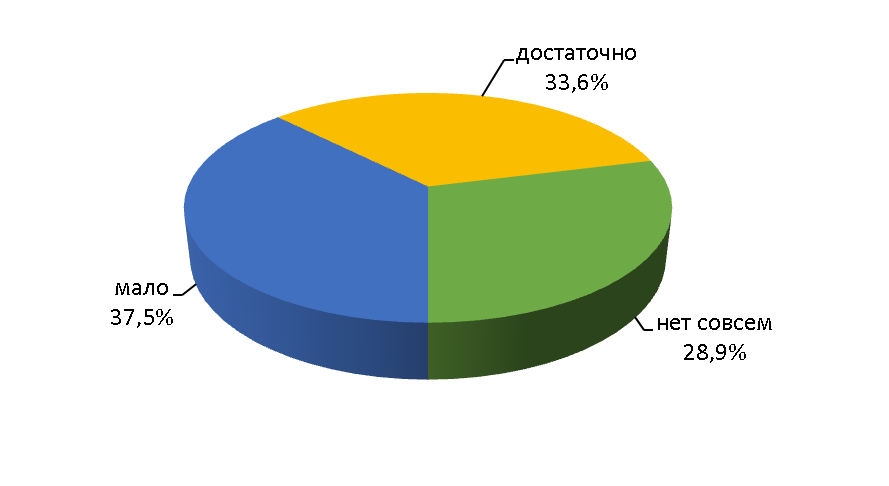 достаточно
33,6%
мало
37,5%
нет совсем
28,9%